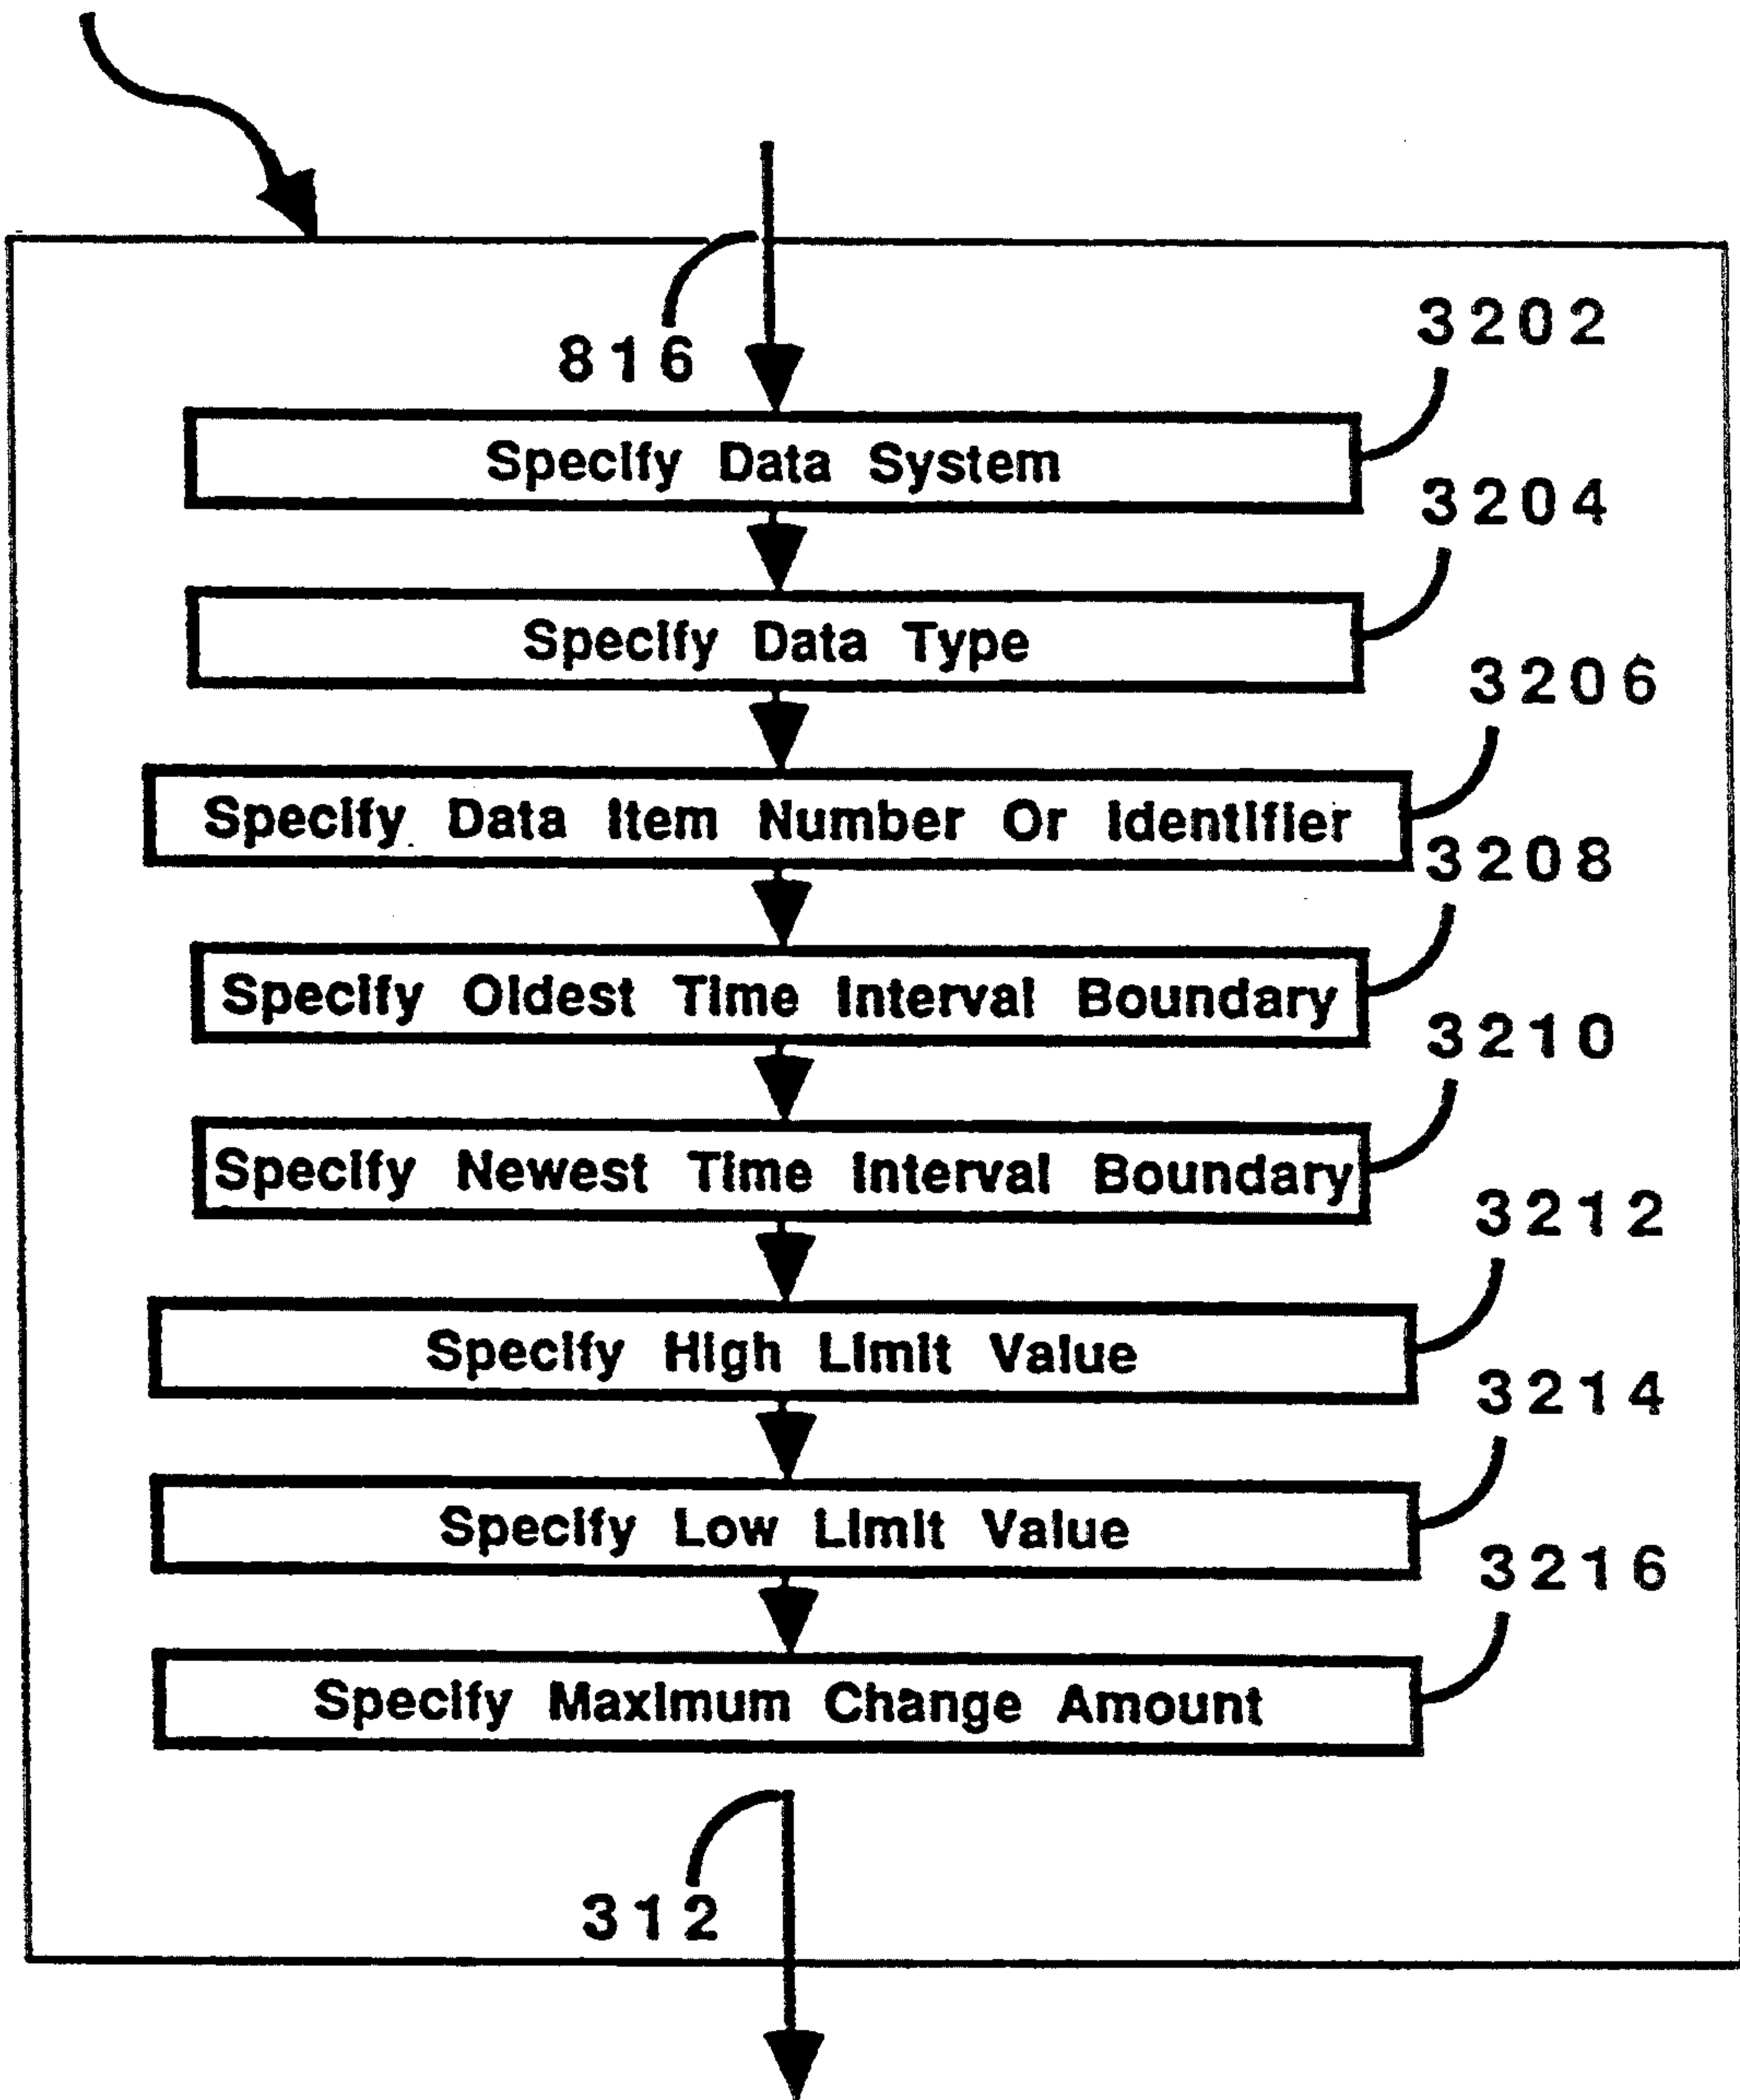 3202
816
Specify Data System
3204
Specify Data Type
3206
Specify Data Item Number Or Identifier
3208
Specify Oldest Time Interval Boundary
3210
Specify Newest Time Interval Boundary
3212
Specify High Limit Value
3214
Specify Low Limit Value
3216
Specify Maximum Change Amount
312